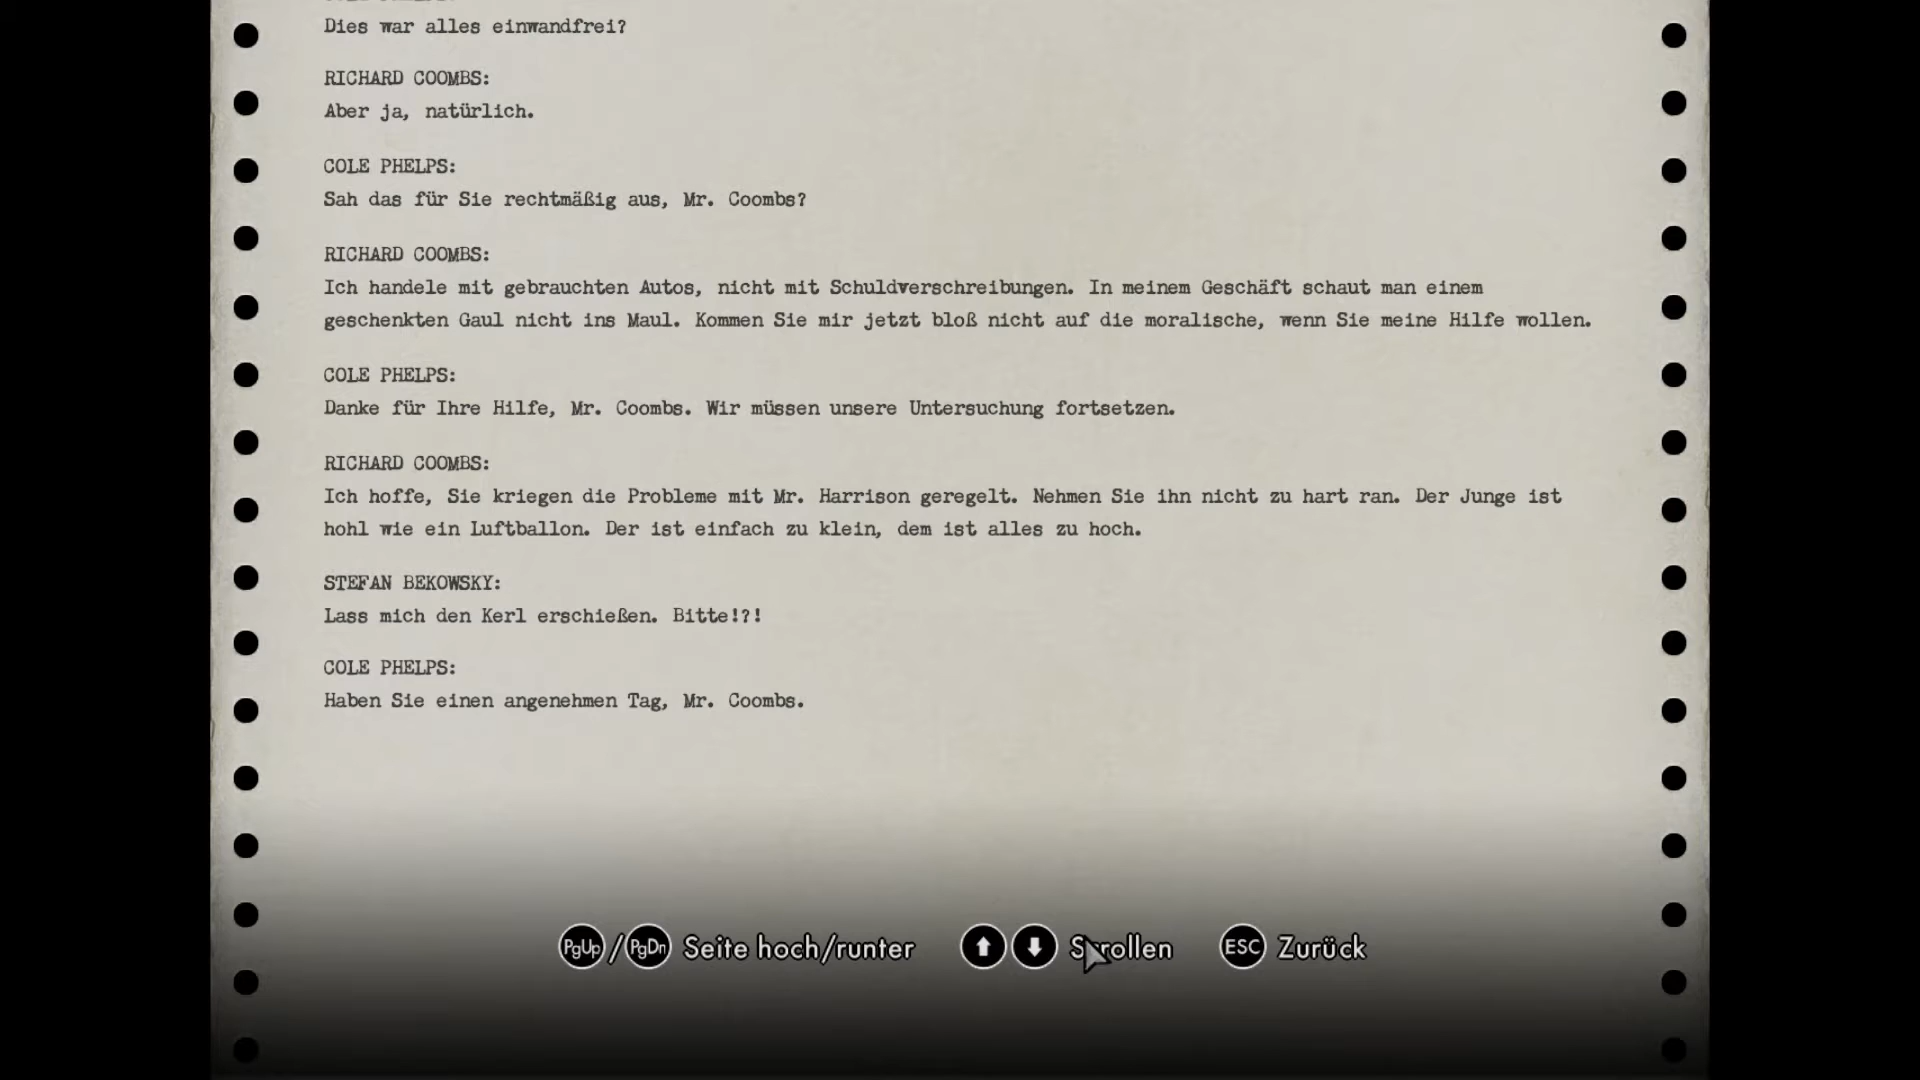 Dies war alles einwandfrei?
RICHARD COOMBS:
Aber ja, natürlich.
COLE PHELPS:
Sah das für Sie rechtmäßig aus, Mr. Coombs?
RICHARD COOMBS:
Ich handele mit gebrauchten Autos, nicht mit Schuldverschreibungen. In meinem Geschäft schaut man einem
geschenkten Gaul nicht ins Maul. Kommen Sie mir jetzt bloß nicht auf die moralische, wenn Sie meine Hilfe wollen.
COLE PHELPS:
Danke für Ihre Hilfe, Mr. Coombs. Wir müssen unsere Untersuchung fortsetzen.
RICHARD COOMBS:
Ich hoffe, Sie kriegen die Probleme mit Mr. Harrison geregelt. Nehmen Sie ihn nicht zu hart ran. Der Junge ist
hohl wie ein Luftballon. Der ist einfach zu klein, dem ist alles zu hoch.
STEFAN BEKOWSKY:
Lass mich den Kerl erschießen. Bitte!?!
COLE PHELPS:
Haben Sie einen angenehmen Tag, Mr. Coombs.
PgUp/PgDn Seite hoch/runter Scrollen ESC Zurück